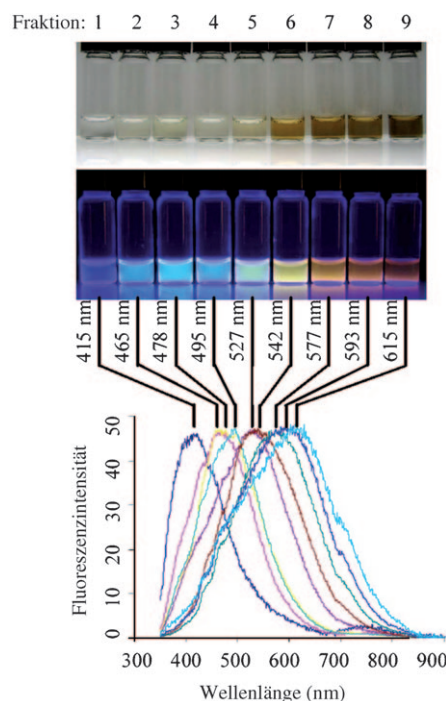 Fraktion: 1 2 3 4 5 6 7 8 9
415 nm
465 nm
478 nm
495 nm
527 nm
542 nm
577 nm
593 nm
615 nm
Fluoreszenzintensität
50
40
30
20
10
0
300 400 500 600 700 800 900
Wellenlänge (nm)